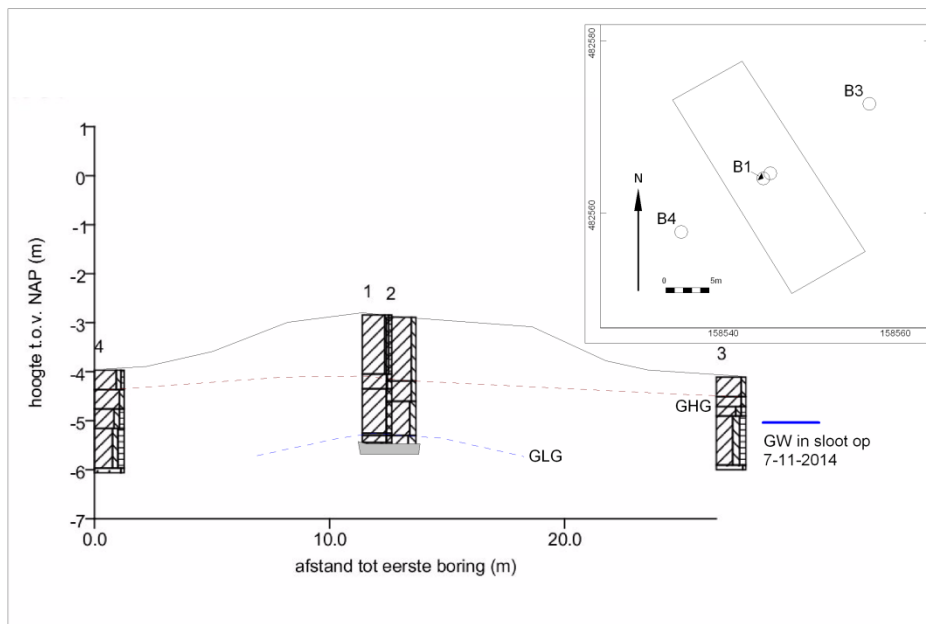 1
0
-1
-2
-3
-4
-5
-6
-7
hoogte t.o.v. NAP (m)
0.0
10.0
20.0
afstand tot eerste boring (m)
4
1 2
3
GHG
GLG
GW in sloot op
7-11-2014
482580
482560
158540
158560
B3
B1
B4
N
0
5m